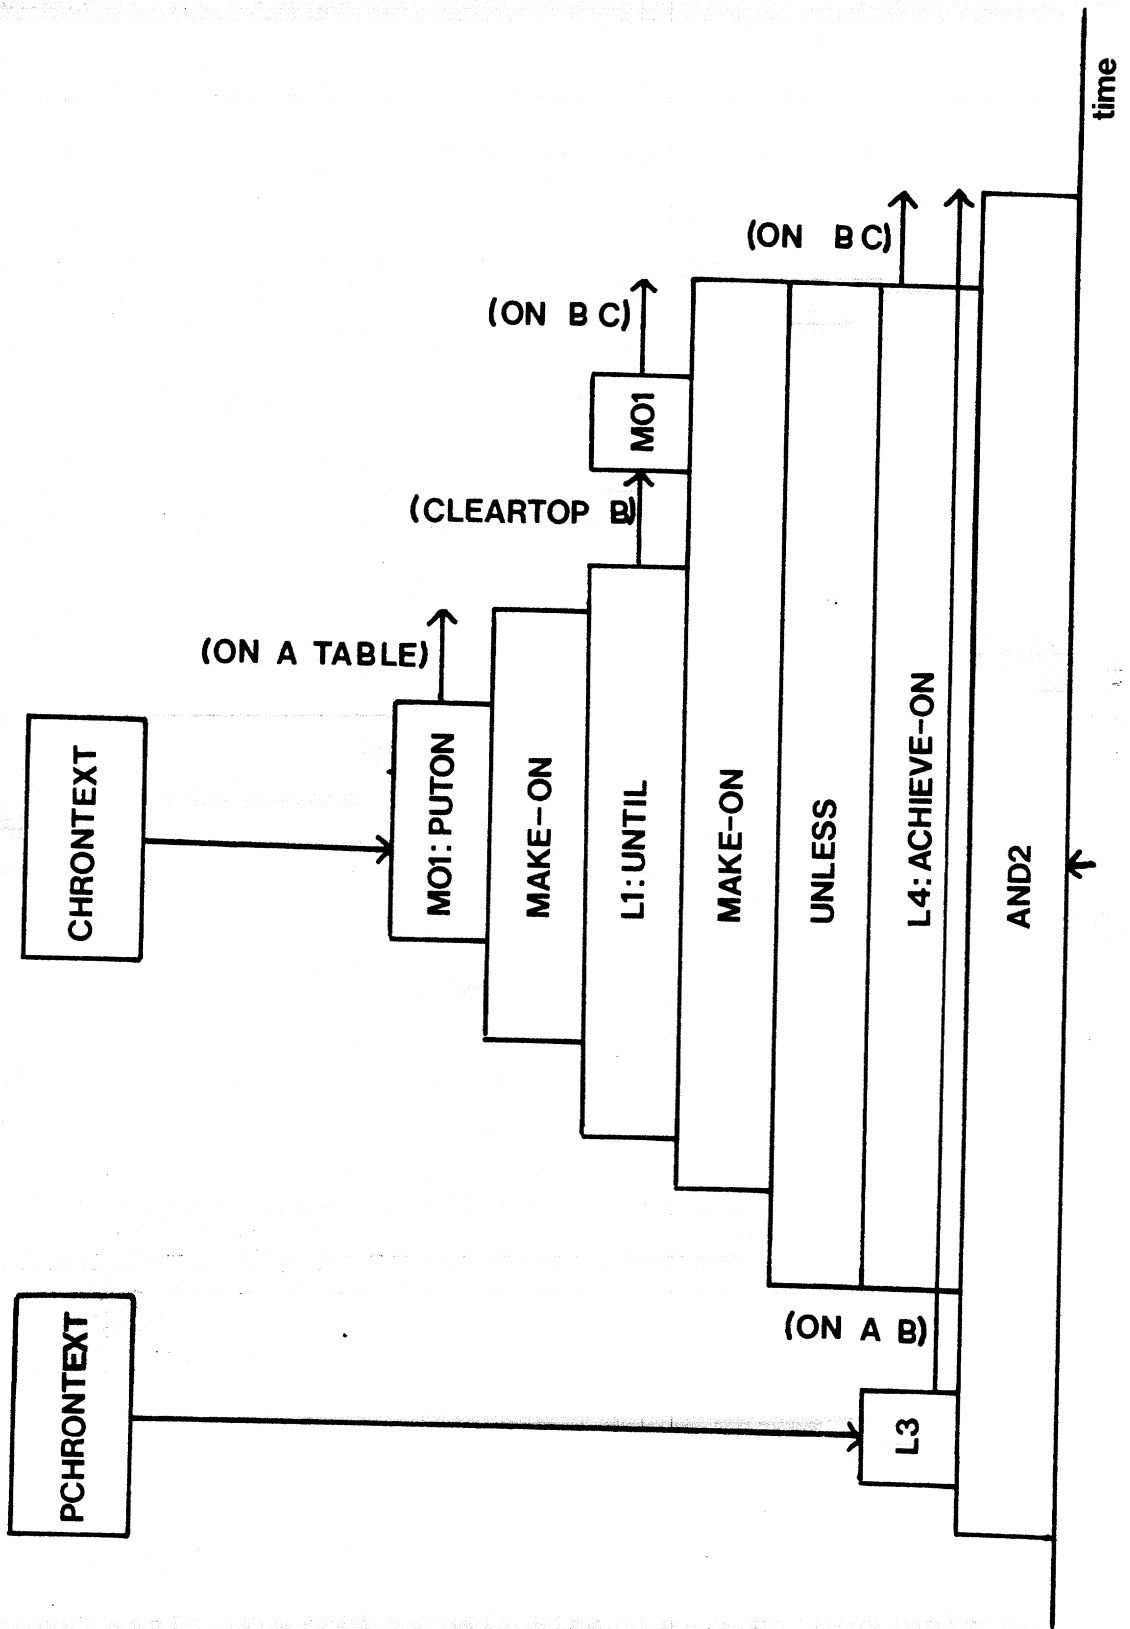 PCHRONTEXT
CHRONTEXT
MO1: PUTON
(ON A TABLE)
MAKE-ON
L1: UNTIL
(CLEARTOP B)
MO1
(ON B C)
MAKE-ON
UNLESS
L3
(ON A B)
L4: ACHIEVE-ON
(ON B C)
AND2
time